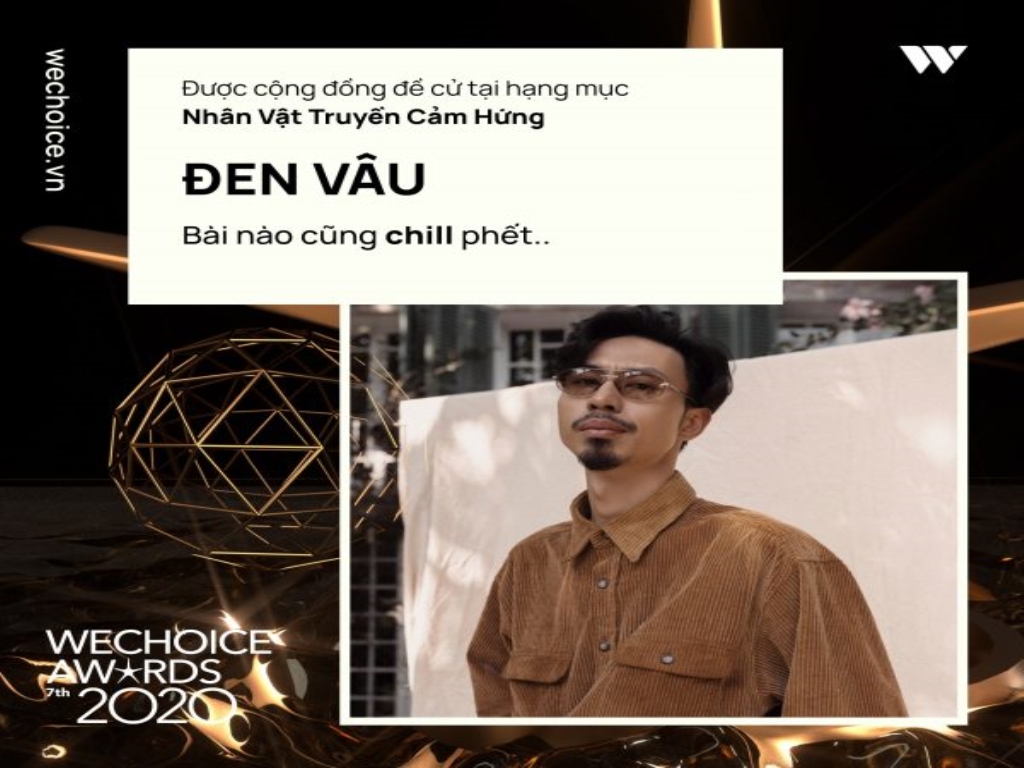 wechoice.vn
Được cộng đồng đề cử tại hạng mục
Nhân Vật Truyền Cảm Hứng
ĐEN VÂU
Bài nào cũng chill phết..
WECHOICE
AWARDS
7th 2020